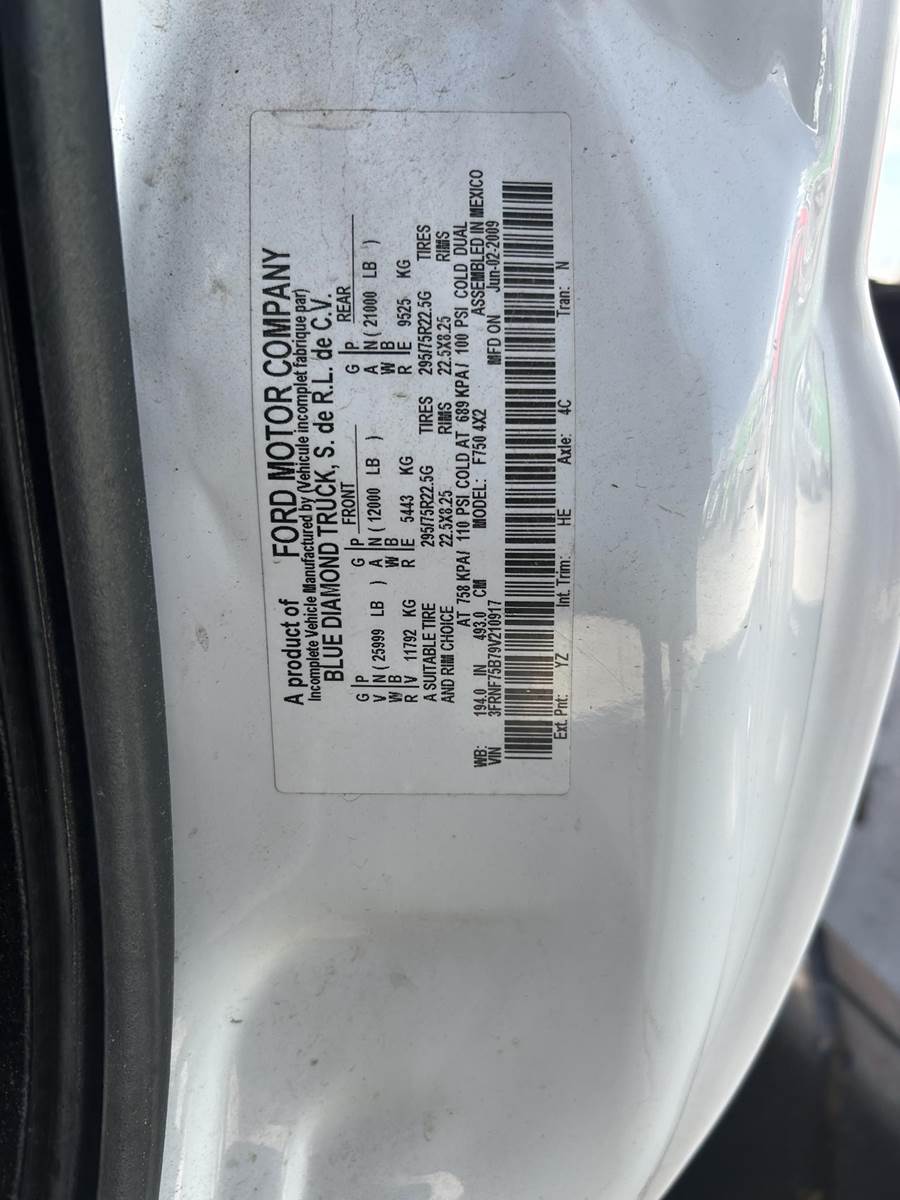 A product of FORD MOTOR COMPANY
Incomplete Vehicle Manufactured by (Vehicule incomplet fabrique par)
BLUE DIAMOND TRUCK, S. de R.L. de C.V.
FRONT REAR
G P G P G P
V N ( 25999 LB ) A N ( 12000 LB ) A N ( 21000 LB )
W B W B W B
R V 11792 KG R E 5443 KG R E 9525 KG
A SUITABLE TIRE 295/75R22.5G TIRES 295/75R22.5G TIRES
AND RIM CHOICE 22.5X8.25 RIMS 22.5X8.25 RIMS
AT 758 KPA/ 110 PSI COLD AT 689 KPA/ 100 PSI COLD DUAL
WB: 194.0 IN 493.0 CM MODEL: F750 4X2 ASSEMBLED IN MEXICO
VIN 3FRNF75B79V210917 MFD ON Jun-02-2009
Ext. Pnt: YZ Int. Trim: HE Axle: 4C Tran: N